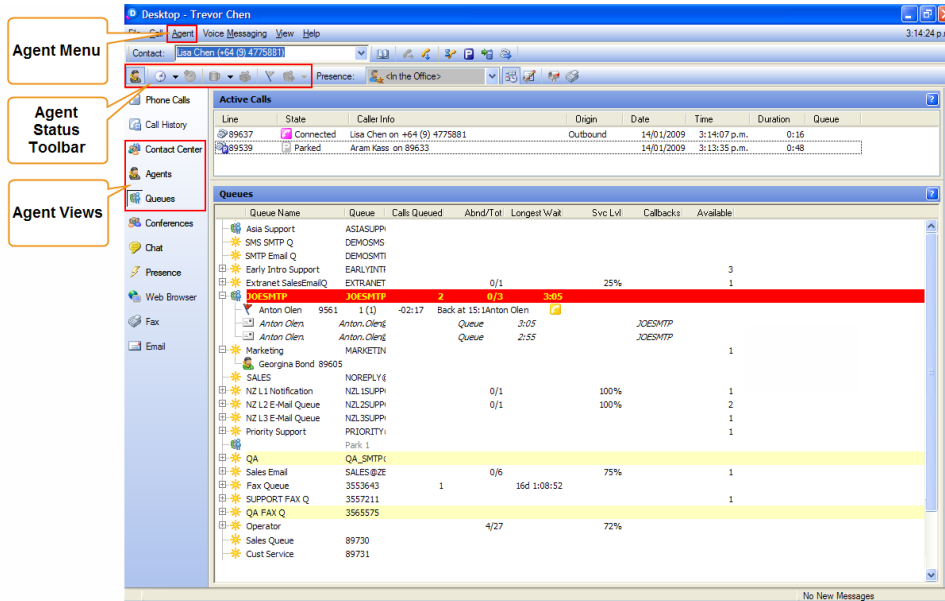 Desktop - Trevor Chen
File Call Agent Voice Messaging View Help
3:14:24 p.m
Agent Menu
Contact: Lisa Chen (+64 (9) 4775881)
Presence: <In the Office>
Agent Status Toolbar
Agent Views
Phone Calls
Call History
Contact Center
Agents
Queues
Conferences
Chat
Presence
Web Browser
Fax
Email
Active Calls
Line State Caller Info Origin Date Time Duration Queue
89637 Connected Lisa Chen on +64 (9) 4775881 Outbound 14/01/2009 3:14:07 p.m. 0:16
89539 Parked Aram Kass on 89633 14/01/2009 3:13:35 p.m. 0:48
Queues
Queue Name Queue Calls Queued Abnd/Tot Longest Wait Svc Lvl Callbacks Available
Asia Support ASIASUPP
SMS SMTP Q DEMOSMS
SMTP Email Q DEMOSMT
Early Intro Support EARLYINT 3
Extranet SalesEmailQ EXTRANET 0/1 25% 1
JOESMTP JOESMTP 2 0/3 3:05
Anton Olen 9561 1 (1) -02:17 Back at 15:1Anton Olen
Anton Olen Anton.Olen Queue 3:05 JOESMTP
Anton Olen Anton.Olen Queue 2:55 JOESMTP
Marketing MARKETIN 1
Georgina Bond 89605
SALES NOREPLY@
NZ L1 Notification NZL1SUPP 0/1 100% 1
NZ L2 E-Mail Queue NZL2SUPP 0/1 100% 2
NZ L3 E-Mail Queue NZL3SUPP 1
Priority Support PRIORITY 1
Park 1
QA QA_SMTP
Sales Email SALES@ZE 0/6 75% 1
Fax Queue 3553643 1 16d 1:08:52
SUPPORT FAX Q 3557211 1
QA FAX Q 3565575
Operator 4/27 72%
Sales Queue 89730
Cust Service 89731
No New Messages